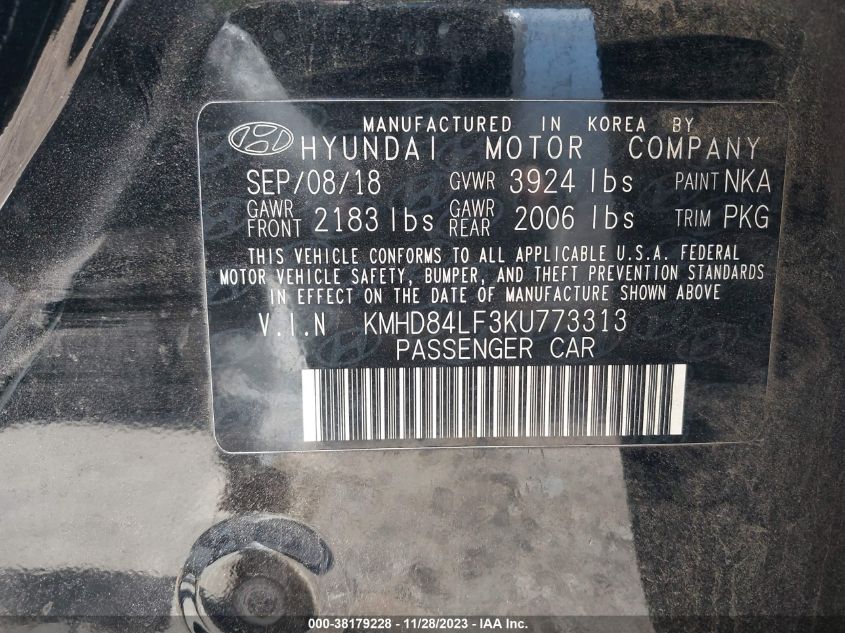 MANUFACTURED IN KOREA BY
HYUNDAI MOTOR COMPANY
SEP/08/18 GVWR 3924 lbs PAINT NKA
GAWR FRONT 2183 lbs GAWR REAR 2006 lbs TRIM PKG
THIS VEHICLE CONFORMS TO ALL APPLICABLE U.S.A. FEDERAL
MOTOR VEHICLE SAFETY, BUMPER, AND THEFT PREVENTION STANDARDS
IN EFFECT ON THE DATE OF MANUFACTURE SHOWN ABOVE
V.I.N KMHD84LF3KU773313
PASSENGER CAR
000-38179228 - 11/28/2023 - 1 of 1